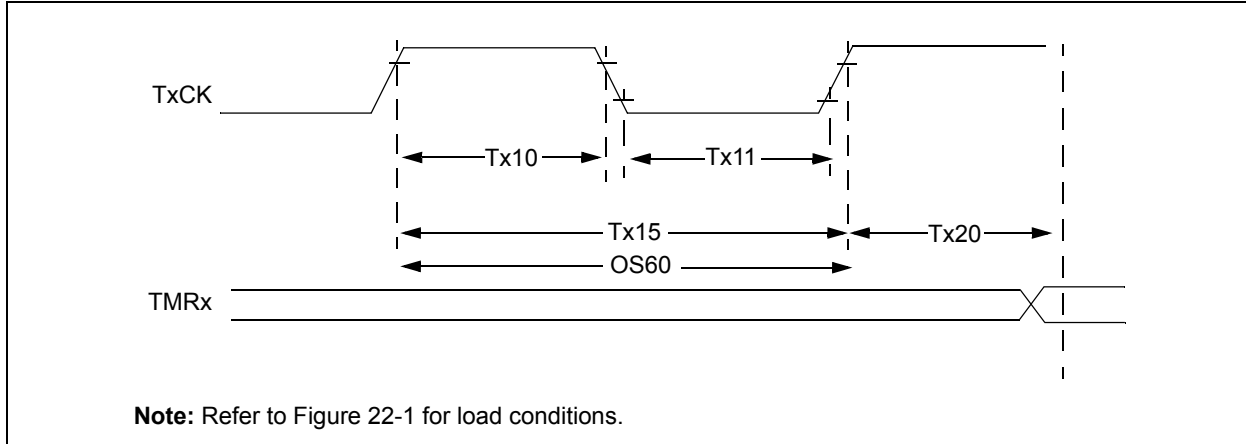 TxCK
Tx10
Tx11
Tx15
Tx20
OS60
TMRx
Note: Refer to Figure 22-1 for load conditions.